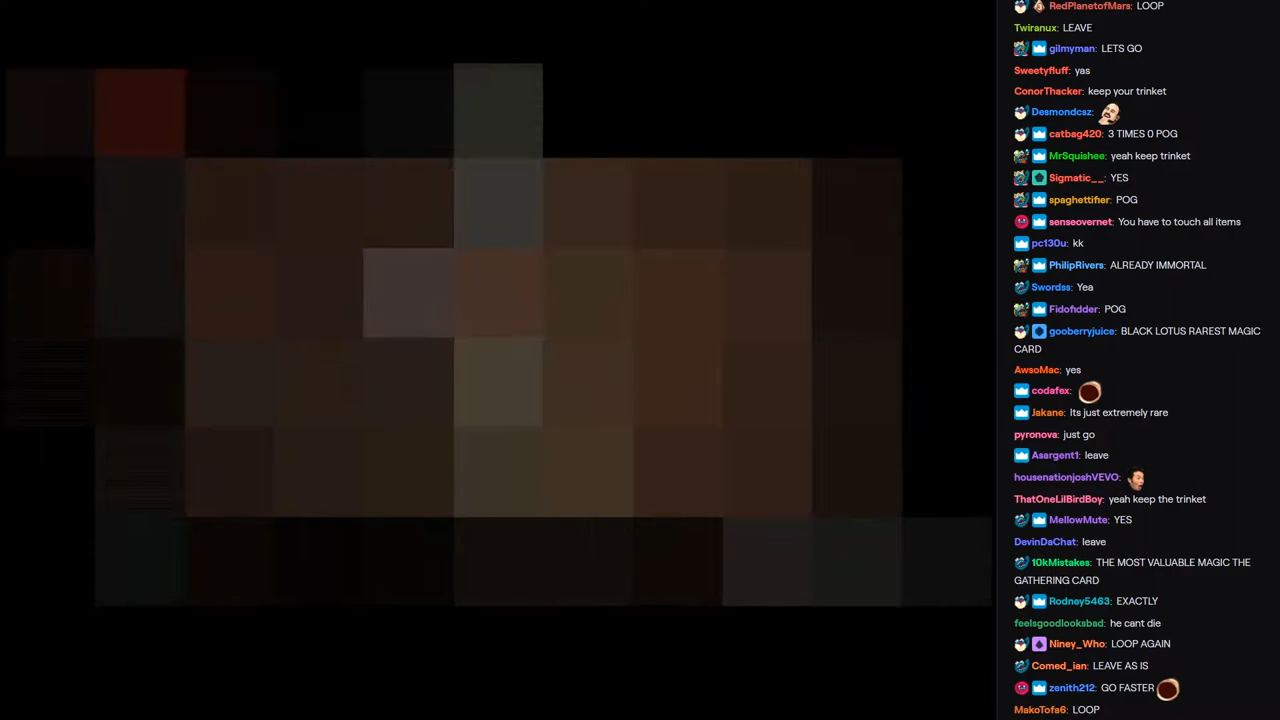 RedPlanetofMars: LOOP
Twiranux: LEAVE
gilmyman: LETS GO
Sweetyfluff: yas
ConorThacker: keep your trinket
Desmondcsz:
catbag420: 3 TIMES 0 POG
MrSquishee: yeah keep trinket
Sigmatic__: YES
spaghettifier: POG
senseovernet: You have to touch all items
pc130u: kk
PhilipRivers: ALREADY IMMORTAL
Swordss: Yea
Fidofidder: POG
gooberryjuice: BLACK LOTUS RAREST MAGIC
CARD
AwsoMac: yes
codafex:
Jakane: Its just extremely rare
pyronova: just go
Asargent1: leave
housenationjoshVEVO:
ThatOneLilBirdBoy: yeah keep the trinket
MellowMute: YES
DevinDaChat: leave
10kMistakes: THE MOST VALUABLE MAGIC THE
GATHERING CARD
Rodney5463: EXACTLY
feelsgoodlooksbad: he cant die
Niney_Who: LOOP AGAIN
Comed_ian: LEAVE AS IS
zenith212: GO FASTER
MakoTofa6: LOOP